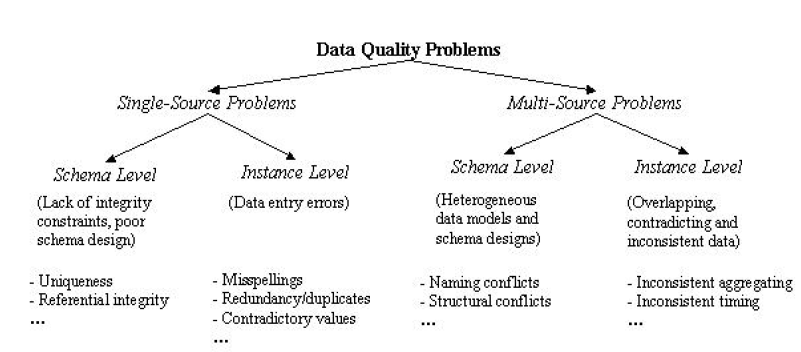 Data Quality Problems
Single-Source Problems
Multi-Source Problems
Schema Level
(Lack of integrity
constraints, poor
schema design)
- Uniqueness
- Referential integrity
...
Instance Level
(Data entry errors)
- Misspellings
- Redundancy/duplicates
- Contradictory values
...
Schema Level
(Heterogeneous
data models and
schema designs)
- Naming conflicts
- Structural conflicts
...
Instance Level
(Overlapping,
contradicting and
inconsistent data)
- Inconsistent aggregating
- Inconsistent timing
...